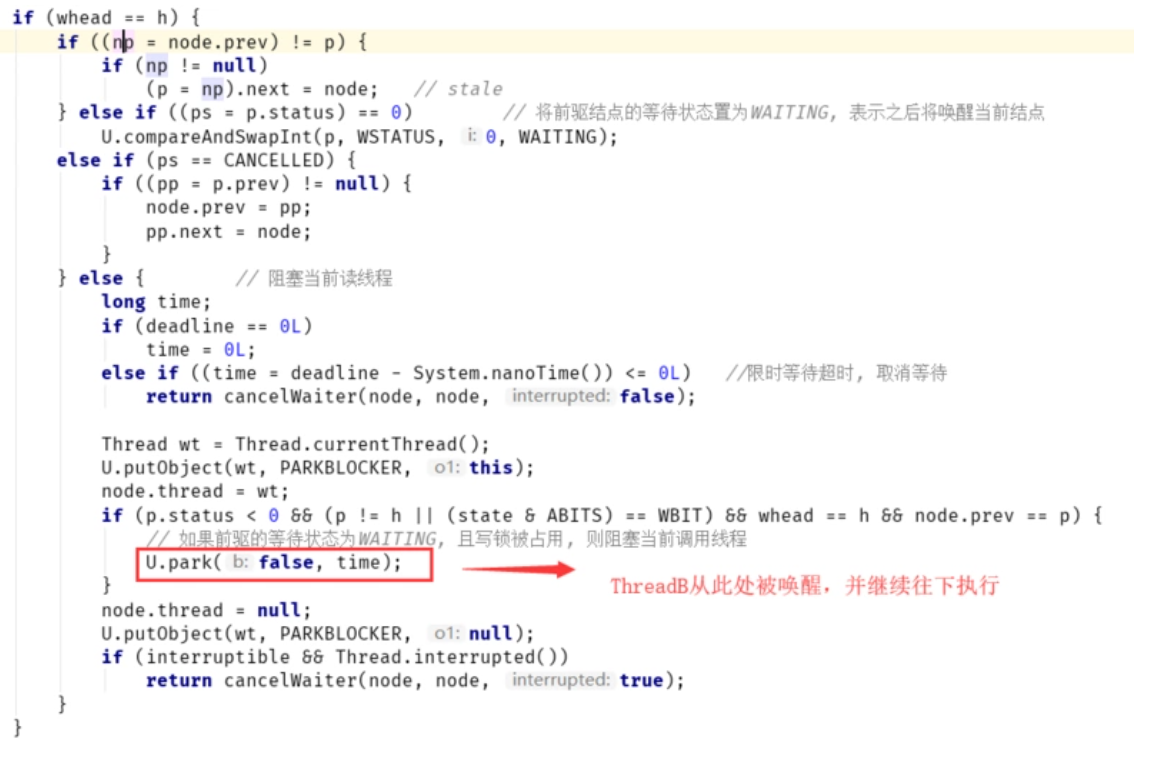 if (whead == h) {
if ((np = node.prev) != p) {
if (np != null)
(p = np).next = node;   // stale
} else if ((ps = p.status) == 0)        // 将前驱结点的等待状态置为WAITING, 表示之后将唤醒当前结点
U.compareAndSwapInt(p, WSTATUS, i: 0, WAITING);
else if (ps == CANCELLED) {
if ((pp = p.prev) != null) {
node.prev = pp;
pp.next = node;
}
} else {        // 阻塞当前读线程
long time;
if (deadline == 0L)
time = 0L;
else if ((time = deadline - System.nanoTime()) <= 0L)   //限时等待超时, 取消等待
return cancelWaiter(node, node, interrupted: false);
Thread wt = Thread.currentThread();
U.putObject(wt, PARKBLOCKER, o1: this);
node.thread = wt;
if (p.status < 0 && (p != h || (state & ABITS) == WBIT) && whead == h && node.prev == p) {
// 如果前驱的等待状态为WAITING, 且写锁被占用, 则阻塞当前调用线程
U.park( b: false, time);
ThreadB从此处被唤醒，并继续往下执行
}
node.thread = null;
U.putObject(wt, PARKBLOCKER, o1: null);
if (interruptible && Thread.interrupted())
return cancelWaiter(node, node, interrupted: true);
}
}